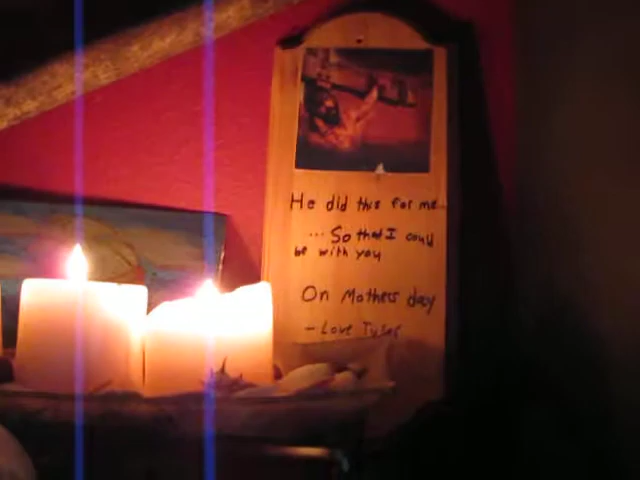 He did this for me...
... So that I could
be with you
On Mothers day
- Love Tyler